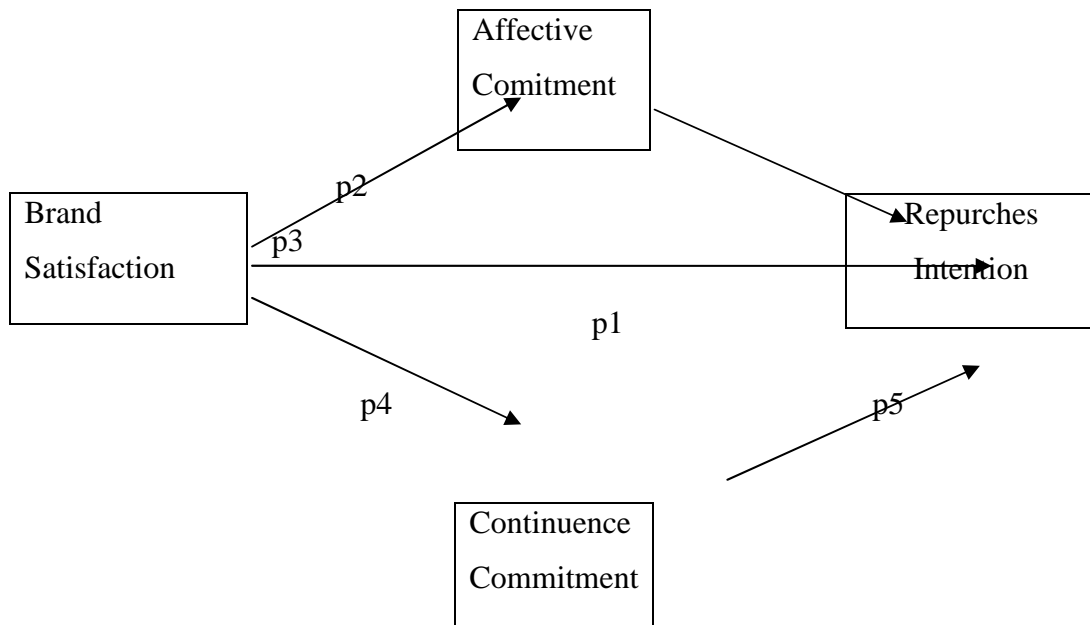 Affective
Comitment
p2
Brand
Satisfaction
p3
Repurches
Intention
p1
p4
p5
Continuence
Commitment